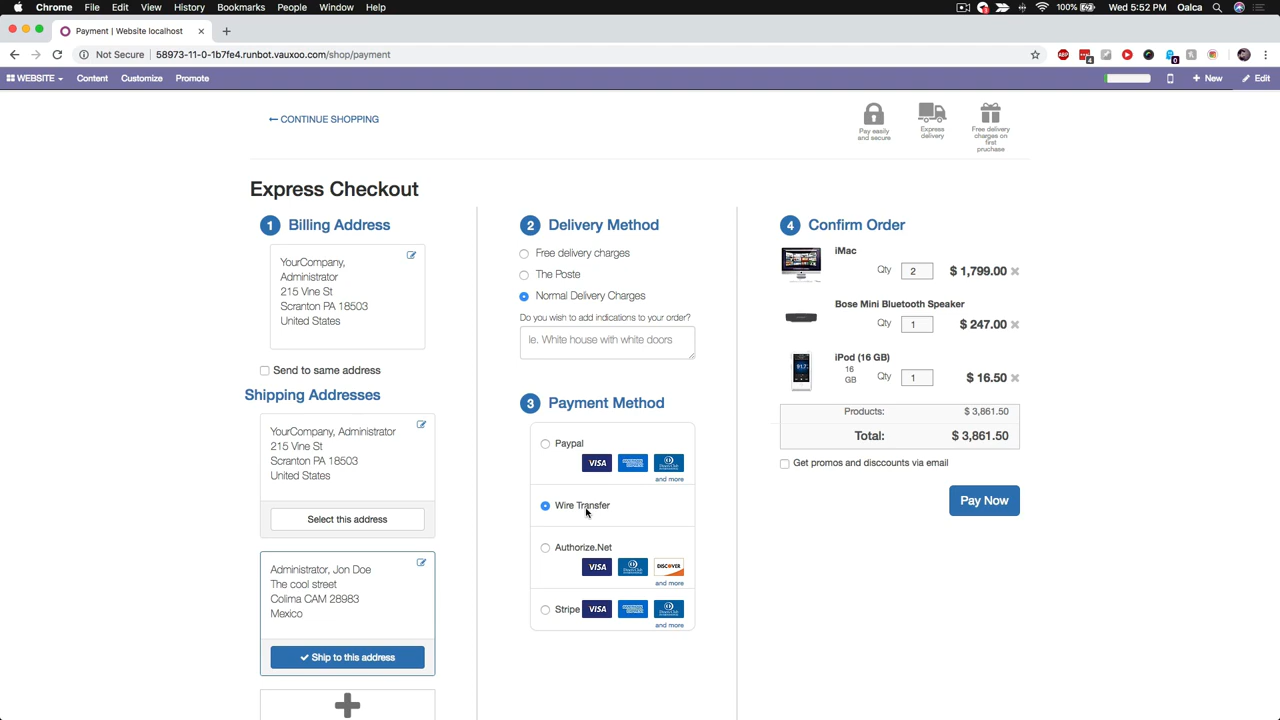 Chrome File Edit View History Bookmarks People Window Help 100% Wed 5:52 PM Oalca
Payment | Website localhost
Not Secure 58973-11-0-1b7fe4.runbot.vauxoo.com/shop/payment
WEBSITE Content Customize Promote New Edit
← CONTINUE SHOPPING
Pay easily
and secure
Express
delivery
Free delivery
charges on
first
pruchase
Express Checkout
1 Billing Address
YourCompany,
Administrator
215 Vine St
Scranton PA 18503
United States
Send to same address
Shipping Addresses
YourCompany, Administrator
215 Vine St
Scranton PA 18503
United States
Select this address
Administrator, Jon Doe
The cool street
Colima CAM 28983
Mexico
Ship to this address
2 Delivery Method
Free delivery charges
The Poste
Normal Delivery Charges
Do you wish to add indications to your order?
Ie. White house with white doors
3 Payment Method
Paypal
VISA
and more
Wire Transfer
Authorize.Net
VISA DISCOVER
and more
Stripe VISA
and more
4 Confirm Order
iMac
Qty 2 $ 1,799.00
Bose Mini Bluetooth Speaker
Qty 1 $ 247.00
iPod (16 GB)
16
GB
Qty 1 $ 16.50
Products: $ 3,861.50
Total: $ 3,861.50
Get promos and disccounts via email
Pay Now